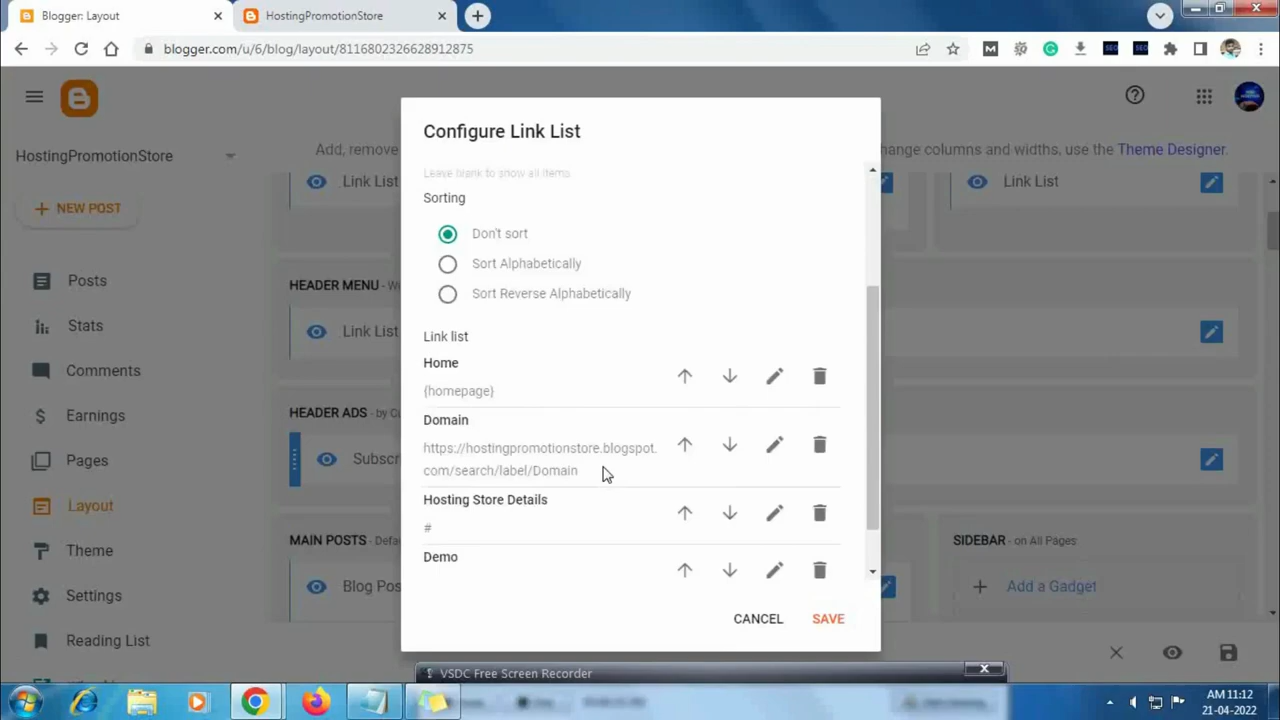 Blogger: Layout
HostingPromotionStore
blogger.com/u/6/blog/layout/8116802326628912875
M
SEO
SEO
HostingPromotionStore
Add, remove
change columns and widths, use the Theme Designer.
NEW POST
Posts
Stats
Comments
Earnings
Pages
Layout
Theme
Settings
Reading List
Link List
Link List
HEADER MENU
Link List
HEADER ADS - by
MAIN POSTS
SIDEBAR - on All Pages
Add a Gadget
Configure Link List
Leave blank to show all items.
Sorting
Don't sort
Sort Alphabetically
Sort Reverse Alphabetically
Link list
Home
{homepage}
Domain
https://hostingpromotionstore.blogspot.
com/search/label/Domain
Hosting Store Details
#
Demo
CANCEL
SAVE
VSDC Free Screen Recorder
AM 11:12
21-04-2022